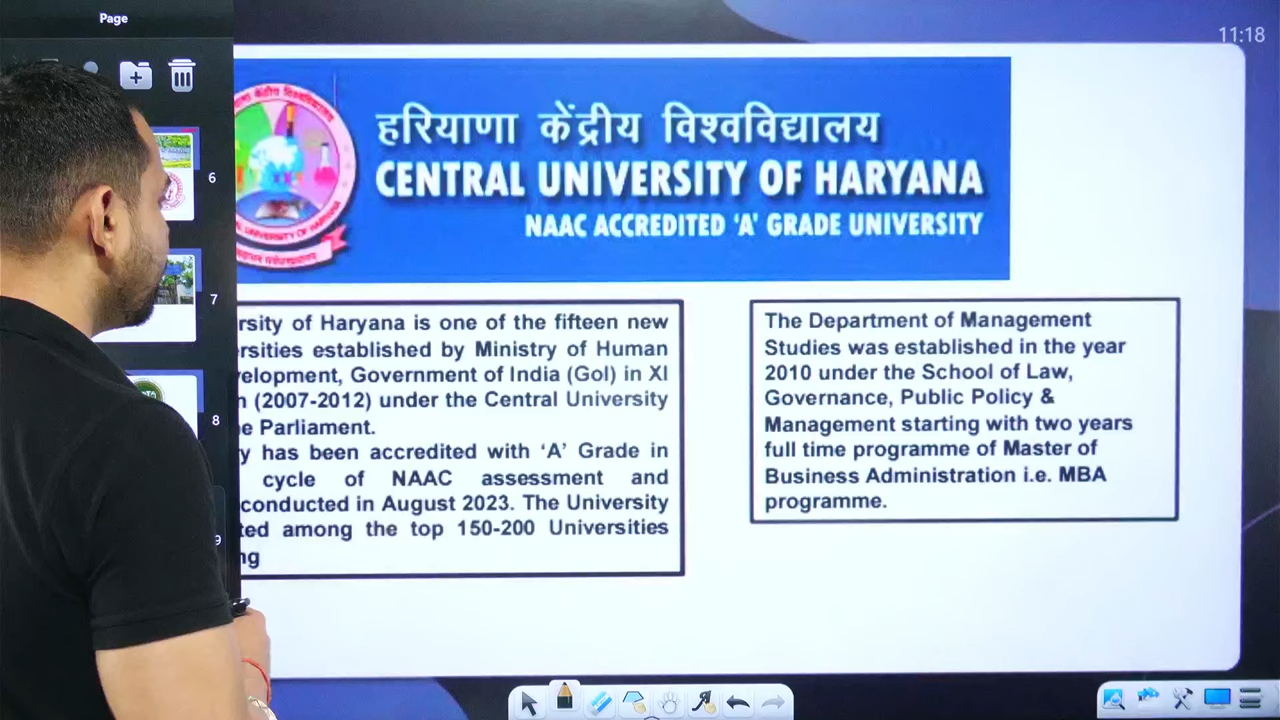 Page
11:18
6
7
8
9
हरियाणा केंद्रीय विश्वविद्यालय
CENTRAL UNIVERSITY OF HARYANA
NAAC ACCREDITED ‘A’ GRADE UNIVERSITY
rsity of Haryana is one of the fifteen new
ersities established by Ministry of Human
velopment, Government of India (GoI) in XI
n (2007-2012) under the Central University
e Parliament.
y has been accredited with ‘A’ Grade in
cycle of NAAC assessment and
conducted in August 2023. The University
ted among the top 150-200 Universities
ng
The Department of Management
Studies was established in the year
2010 under the School of Law,
Governance, Public Policy &
Management starting with two years
full time programme of Master of
Business Administration i.e. MBA
programme.